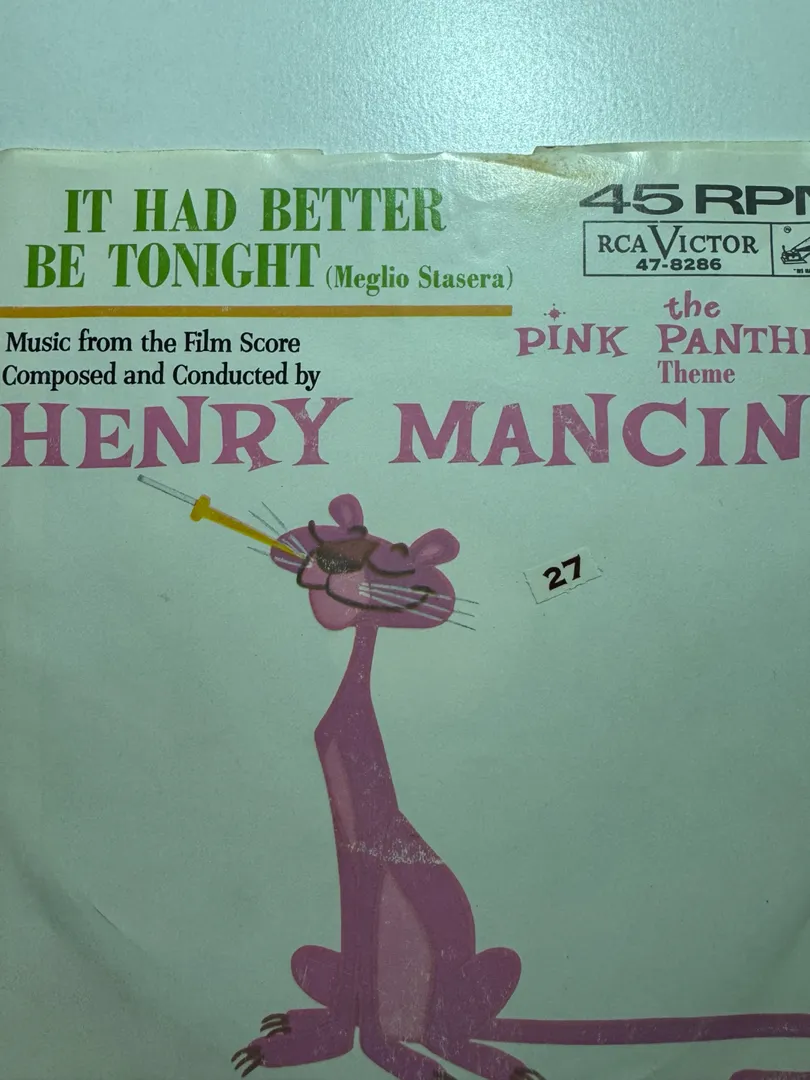 IT HAD BETTER
BE TONIGHT (Meglio Stasera)
45 RPM
RCA VICTOR
47-8286
Music from the Film Score
Composed and Conducted by
the
PINK PANTHE
Theme
HENRY MANCIN
27